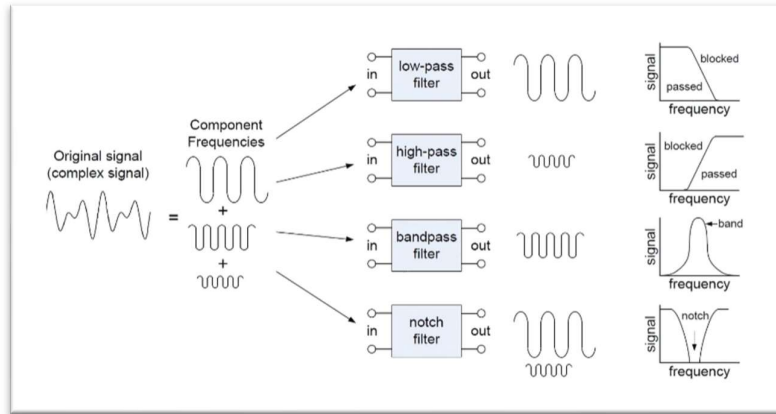 Original signal
(complex signal)
=
Component
Frequencies
+
+
in
low-pass
filter
out
signal
blocked
passed
frequency
in
high-pass
filter
out
signal
blocked
passed
frequency
in
bandpass
filter
out
signal
band
frequency
in
notch
filter
out
signal
notch
frequency